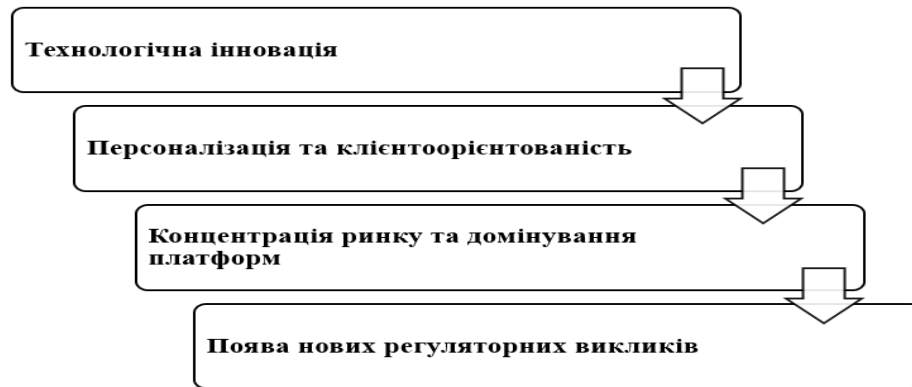 Технологічна інновація
Персоналізація та клієнтоорієнтованість
Концентрація ринку та домінування
платформ
Поява нових регуляторних викликів